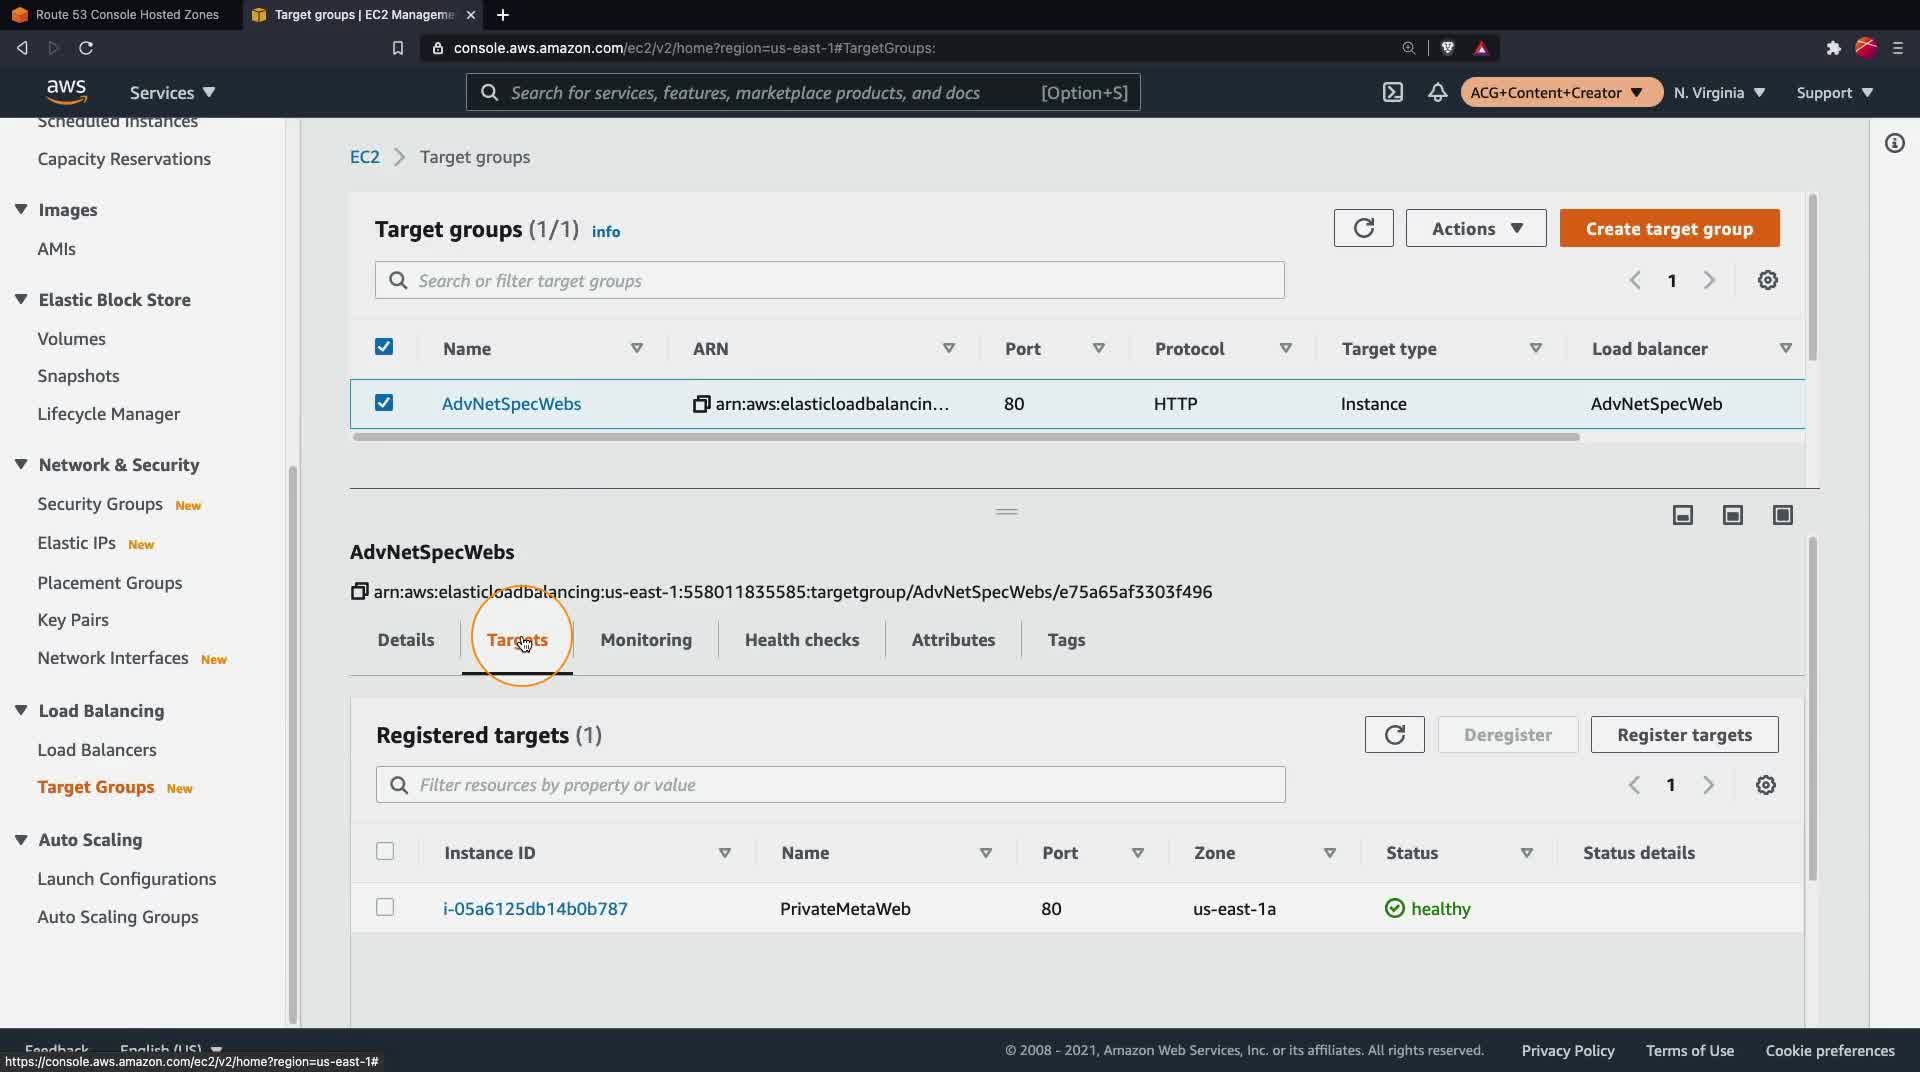 Route 53 Console Hosted Zones
Target groups | EC2 Manageme
console.aws.amazon.com/ec2/v2/home?region=us-east-1#TargetGroups:
aws
Services
Search for services, features, marketplace products, and docs [Option+S]
ACG+Content+Creator
N. Virginia
Support
Scheduled Instances
Capacity Reservations
Images
AMIs
Elastic Block Store
Volumes
Snapshots
Lifecycle Manager
Network & Security
Security Groups New
Elastic IPs New
Placement Groups
Key Pairs
Network Interfaces New
Load Balancing
Load Balancers
Target Groups New
Auto Scaling
Launch Configurations
Auto Scaling Groups
EC2 > Target groups
Target groups (1/1) info
Actions
Create target group
Search or filter target groups
1
Name ARN Port Protocol Target type Load balancer
AdvNetSpecWebs arn:aws:elasticloadbalancin... 80 HTTP Instance AdvNetSpecWeb
AdvNetSpecWebs
arn:aws:elasticloadbalancing:us-east-1:558011835585:targetgroup/AdvNetSpecWebs/e75a65af3303f496
Details Targets Monitoring Health checks Attributes Tags
Registered targets (1)
Deregister
Register targets
Filter resources by property or value
1
Instance ID Name Port Zone Status Status details
i-05a6125db14b0b787 PrivateMetaWeb 80 us-east-1a healthy
Feedback English (US)
https://console.aws.amazon.com/ec2/v2/home?region=us-east-1#
© 2008 - 2021, Amazon Web Services, Inc. or its affiliates. All rights reserved.
Privacy Policy
Terms of Use
Cookie preferences